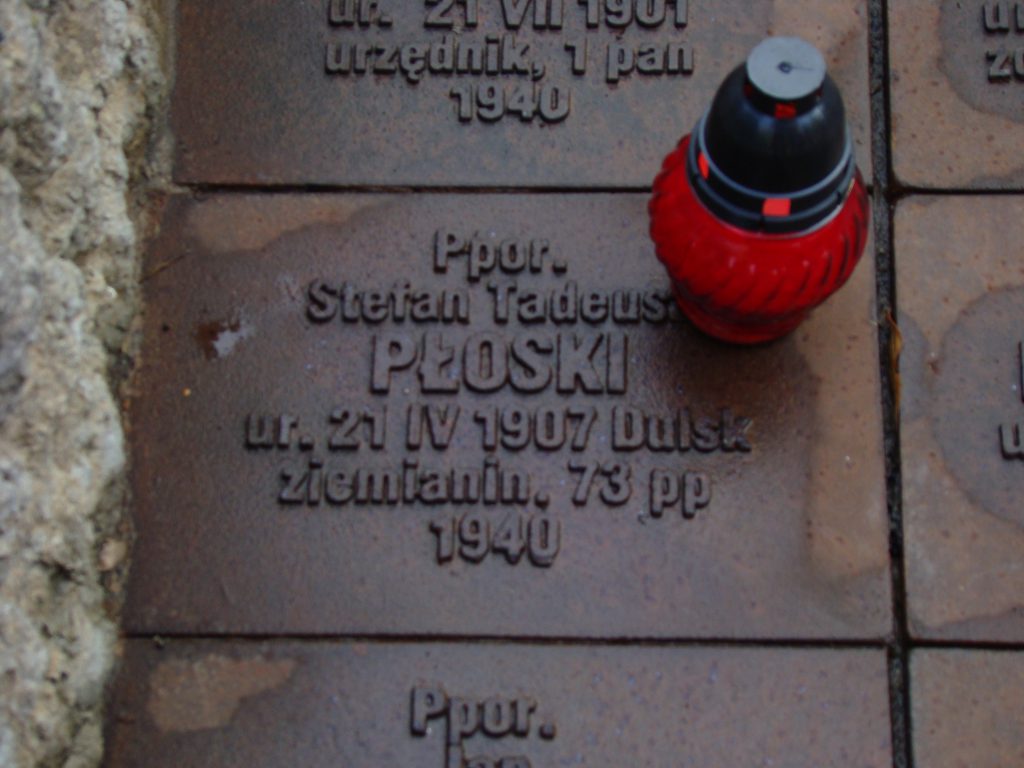 ur. 21 VII 1901
urzędnik, 1 pan
1940
Ppor.
Stefan Tadeusz
PŁOSKI
ur. 21 IV 1907 Dulsk
ziemianin, 73 pp
1940
Ppor.
Jan